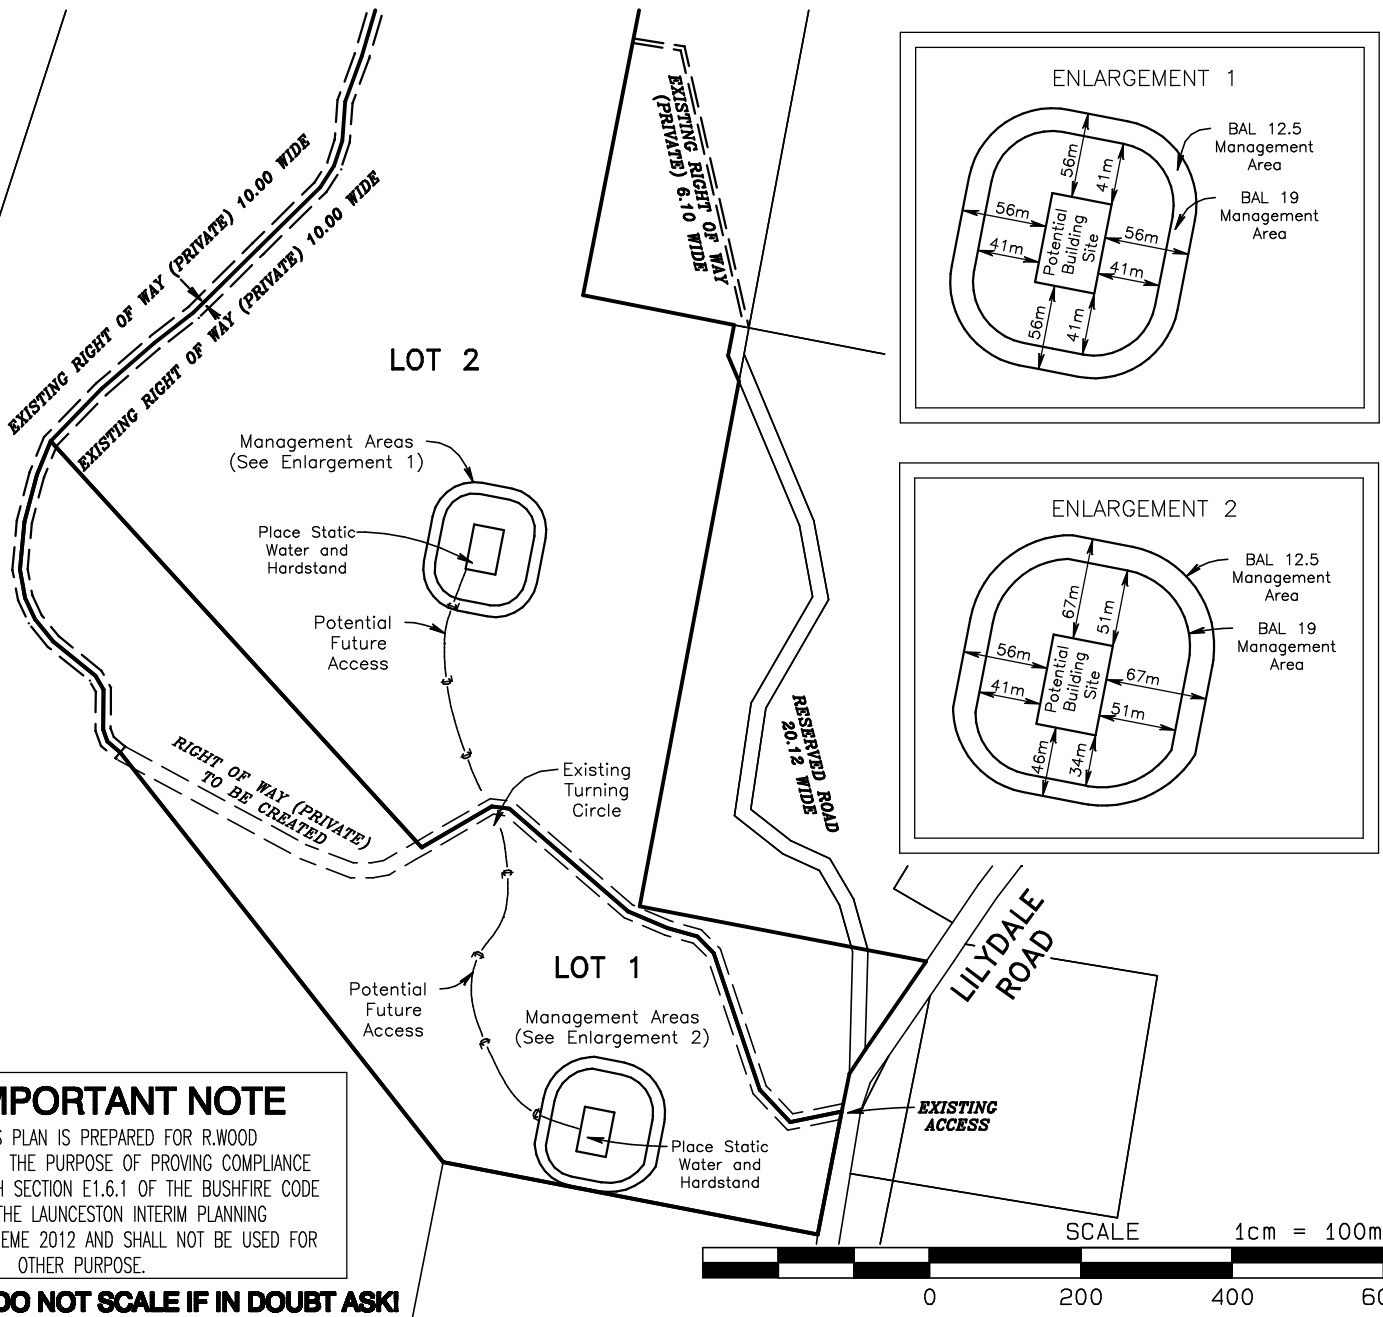 EXISTING RIGHT OF WAY (PRIVATE) 10.00 WIDE
EXISTING RIGHT OF WAY (PRIVATE) 10.00 WIDE
EXISTING RIGHT OF WAY
(PRIVATE) 6.10 WIDE
LOT 2
Management Areas
(See Enlargement 1)
Place Static
Water and
Hardstand
Potential
Future
Access
RIGHT OF WAY (PRIVATE)
TO BE CREATED
Existing
Turning
Circle
RESERVED ROAD
20.12 WIDE
LOT 1
Potential
Future
Access
Management Areas
(See Enlargement 2)
Place Static
Water and
Hardstand
LILYDALE
ROAD
EXISTING
ACCESS
ENLARGEMENT 1
BAL 12.5
Management
Area
BAL 19
Management
Area
56m
41m
56m
41m
Potential
Building
Site
56m
41m
56m
41m
ENLARGEMENT 2
BAL 12.5
Management
Area
BAL 19
Management
Area
67m
51m
56m
41m
Potential
Building
Site
67m
51m
46m
34m
IMPORTANT NOTE
PLAN IS PREPARED FOR R.WOOD
THE PURPOSE OF PROVING COMPLIANCE
SECTION E1.6.1 OF THE BUSHFIRE CODE
THE LAUNCESTON INTERIM PLANNING
2012 AND SHALL NOT BE USED FOR
OTHER PURPOSE.
DO NOT SCALE IF IN DOUBT ASK!
SCALE 1cm = 100m
0 200 400